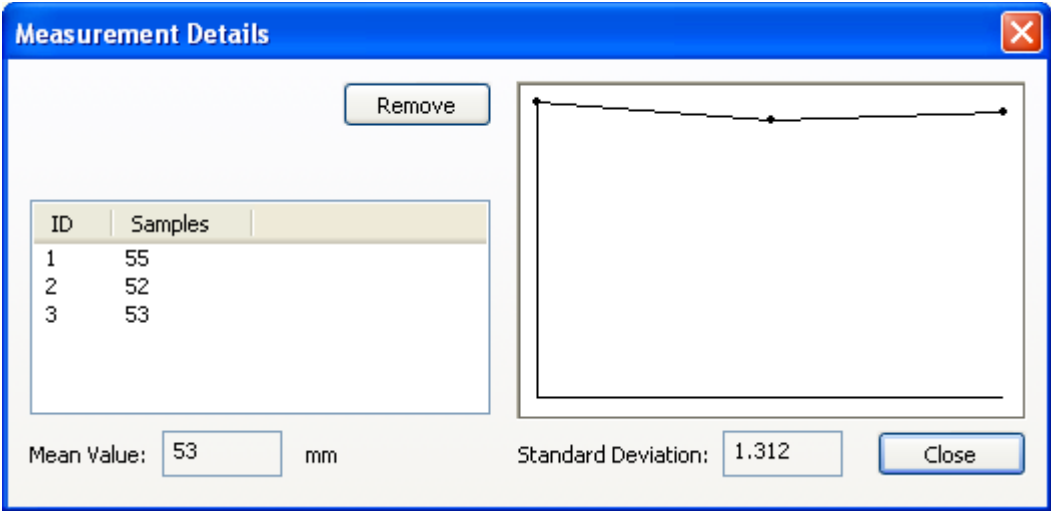 Measurement Details
Remove
ID Samples
1 55
2 52
3 53
Mean Value: 53 mm
Standard Deviation: 1.312
Close